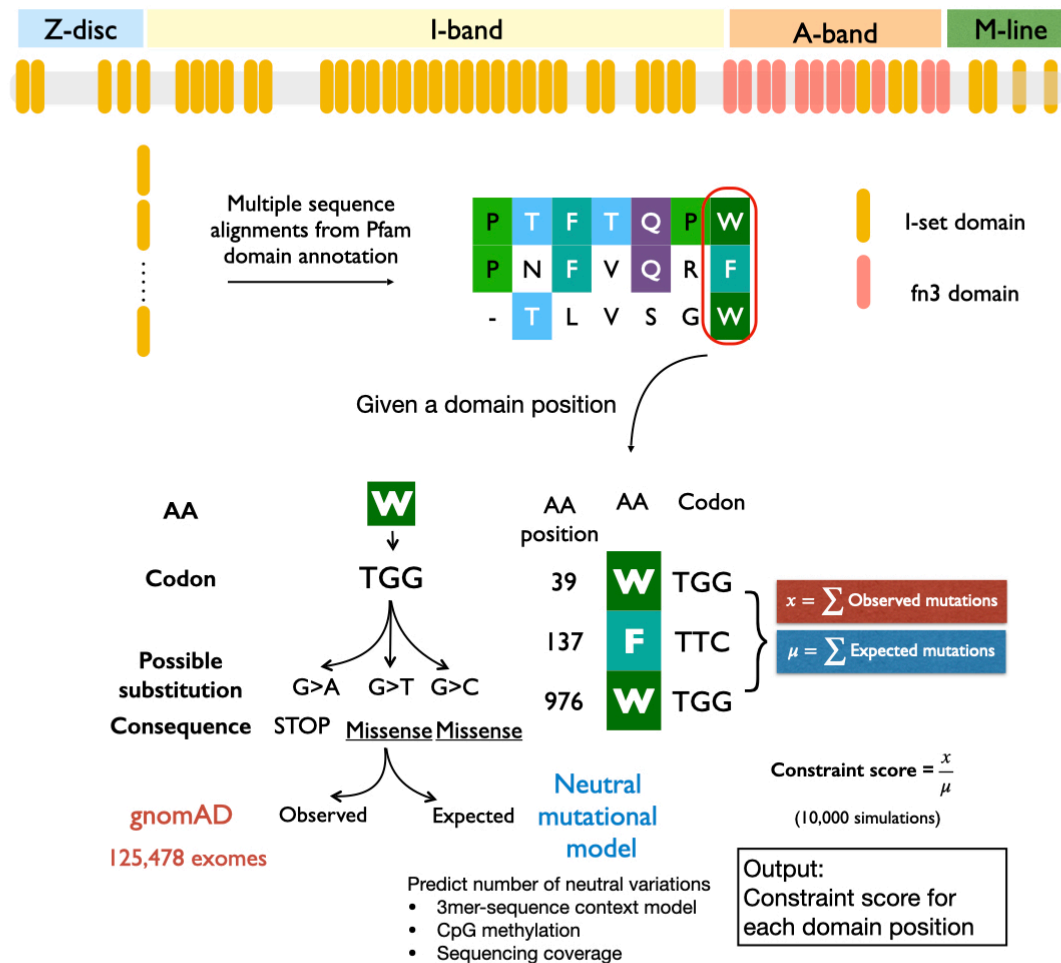 Z-disc
I-band
A-band
M-line
Multiple sequence
alignments from Pfam
domain annotation
P T F T Q P W
P N F V Q R F
- T L V S G W
I-set domain
fn3 domain
Given a domain position
AA
W
Codon
TGG
Possible
substitution
G>A G>T G>C
Consequence
STOP Missense Missense
gnomAD
125,478 exomes
Observed
Expected
Neutral
mutational
model
Predict number of neutral variations
• 3mer-sequence context model
• CpG methylation
• Sequencing coverage
AA
position
AA
Codon
39 W TGG
137 F TTC
976 W TGG
x = ∑ Observed mutations
μ = ∑ Expected mutations
Constraint score = x/μ
(10,000 simulations)
Output:
Constraint score for
each domain position